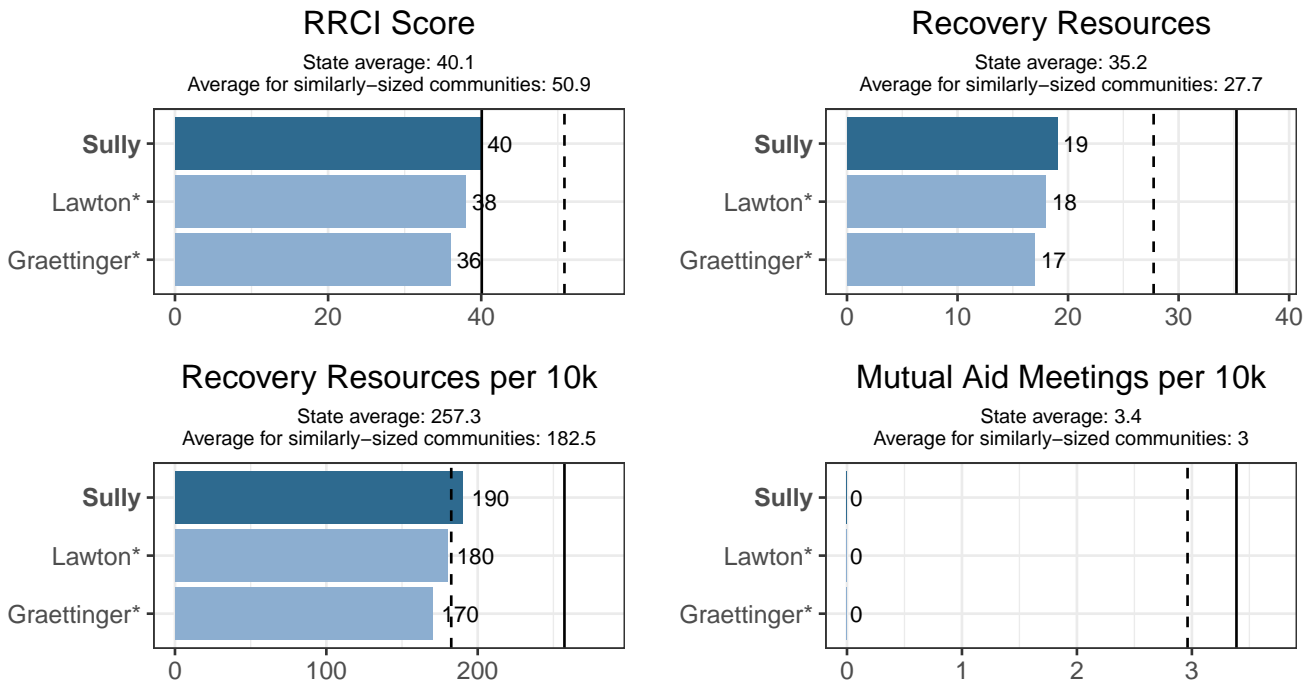 RRCI Score
State average: 40.1
Average for similarly−sized communities: 50.9
Sully
40
Lawton*
38
Graettinger*
36
0 20 40
Recovery Resources
State average: 35.2
Average for similarly−sized communities: 27.7
Sully
19
Lawton*
18
Graettinger*
17
0 10 20 30 40
Recovery Resources per 10k
State average: 257.3
Average for similarly−sized communities: 182.5
Sully
190
Lawton*
180
Graettinger*
170
0 100 200
Mutual Aid Meetings per 10k
State average: 3.4
Average for similarly−sized communities: 3
Sully
0
Lawton*
0
Graettinger*
0
0 1 2 3